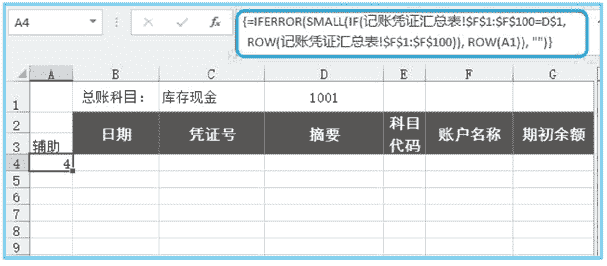 A4
fx
{=IFERROR(SMALL(IF(记账凭证汇总表!$F$1:$F$100=D$1,
ROW(记账凭证汇总表!$F$1:$F$100)), ROW(A1)), "")}
A B C D E F G
1 总账科目： 库存现金 1001
2
3 辅助 日期 凭证号 摘要 科目代码 账户名称 期初余额
4 4
5
6
7
8
9